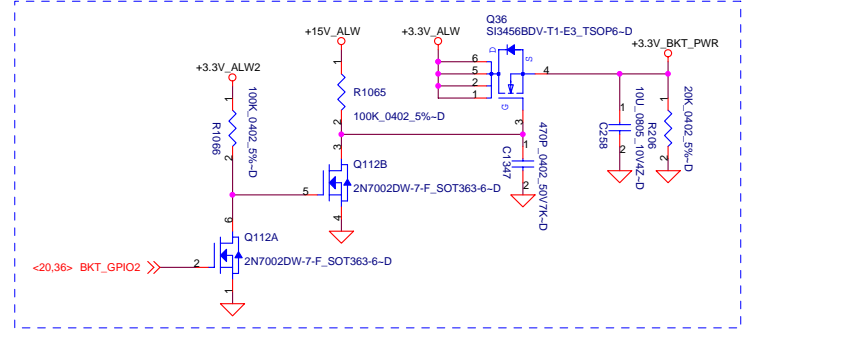 Q36
SI3456BDV-T1-E3_TSOP6~D
+15V_ALW
+3.3V_ALW
+3.3V_BKT_PWR
D
S
6
5
2
1
4
G
3
+3.3V_ALW2
1
R1065
100K_0402_5%~D
2
1
R1066
100K_0402_5%~D
2
470P_0402_50V7K~D
C1347
1
2
1
C258
10U_0805_10V4Z~D
2
1
R206
20K_0402_5%~D
2
3
Q112B
2N7002DW-7-F_SOT363-6~D
5
4
6
Q112A
2N7002DW-7-F_SOT363-6~D
<20,36> BKT_GPIO2
2
1